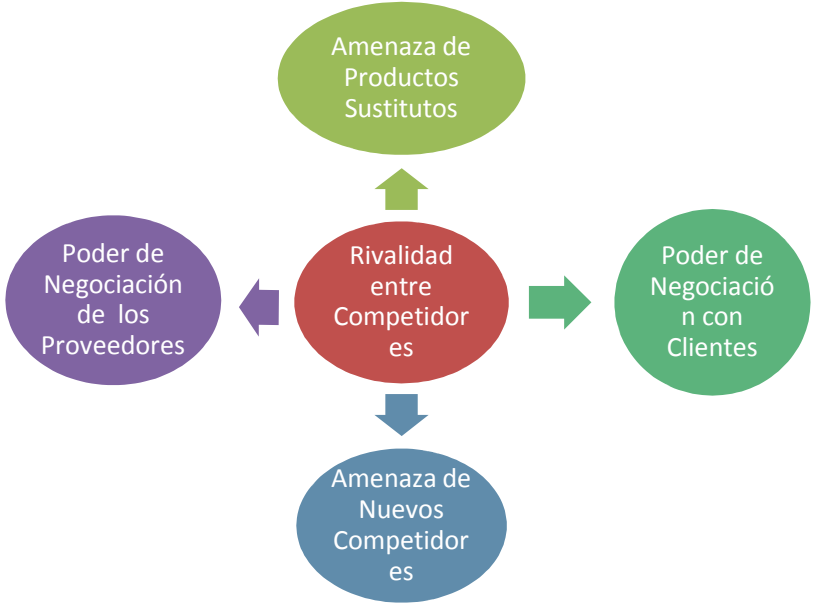 Amenaza de
Productos
Sustitutos
Poder de
Negociación
de los
Proveedores
Rivalidad
entre
Competidor
es
Poder de
Negociació
n con
Clientes
Amenaza de
Nuevos
Competidor
es